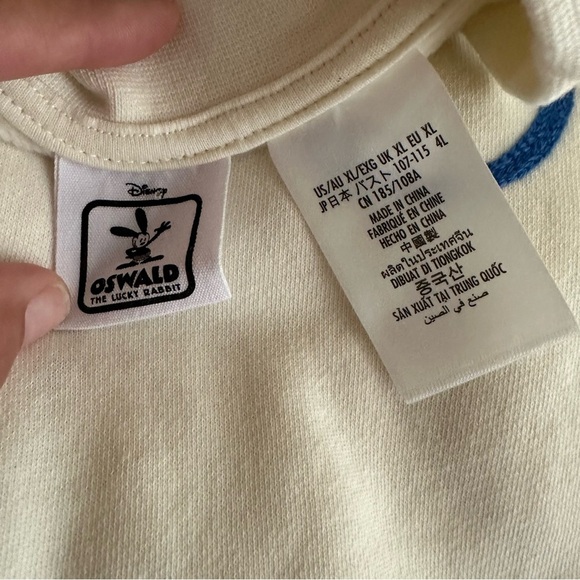 Disney
OSWALD
THE LUCKY RABBIT
US/AU XL/EXG UK XL EU XL
JP日本 バスト 107-115 4L
CN 185/108A
MADE IN CHINA
FABRIQUÉ EN CHINE
HECHO EN CHINA
中國製
ผลิตในประเทศจีน
DIBUAT DI TIONGKOK
중국산
SẢN XUẤT TẠI TRUNG QUỐC
صنع في الصين